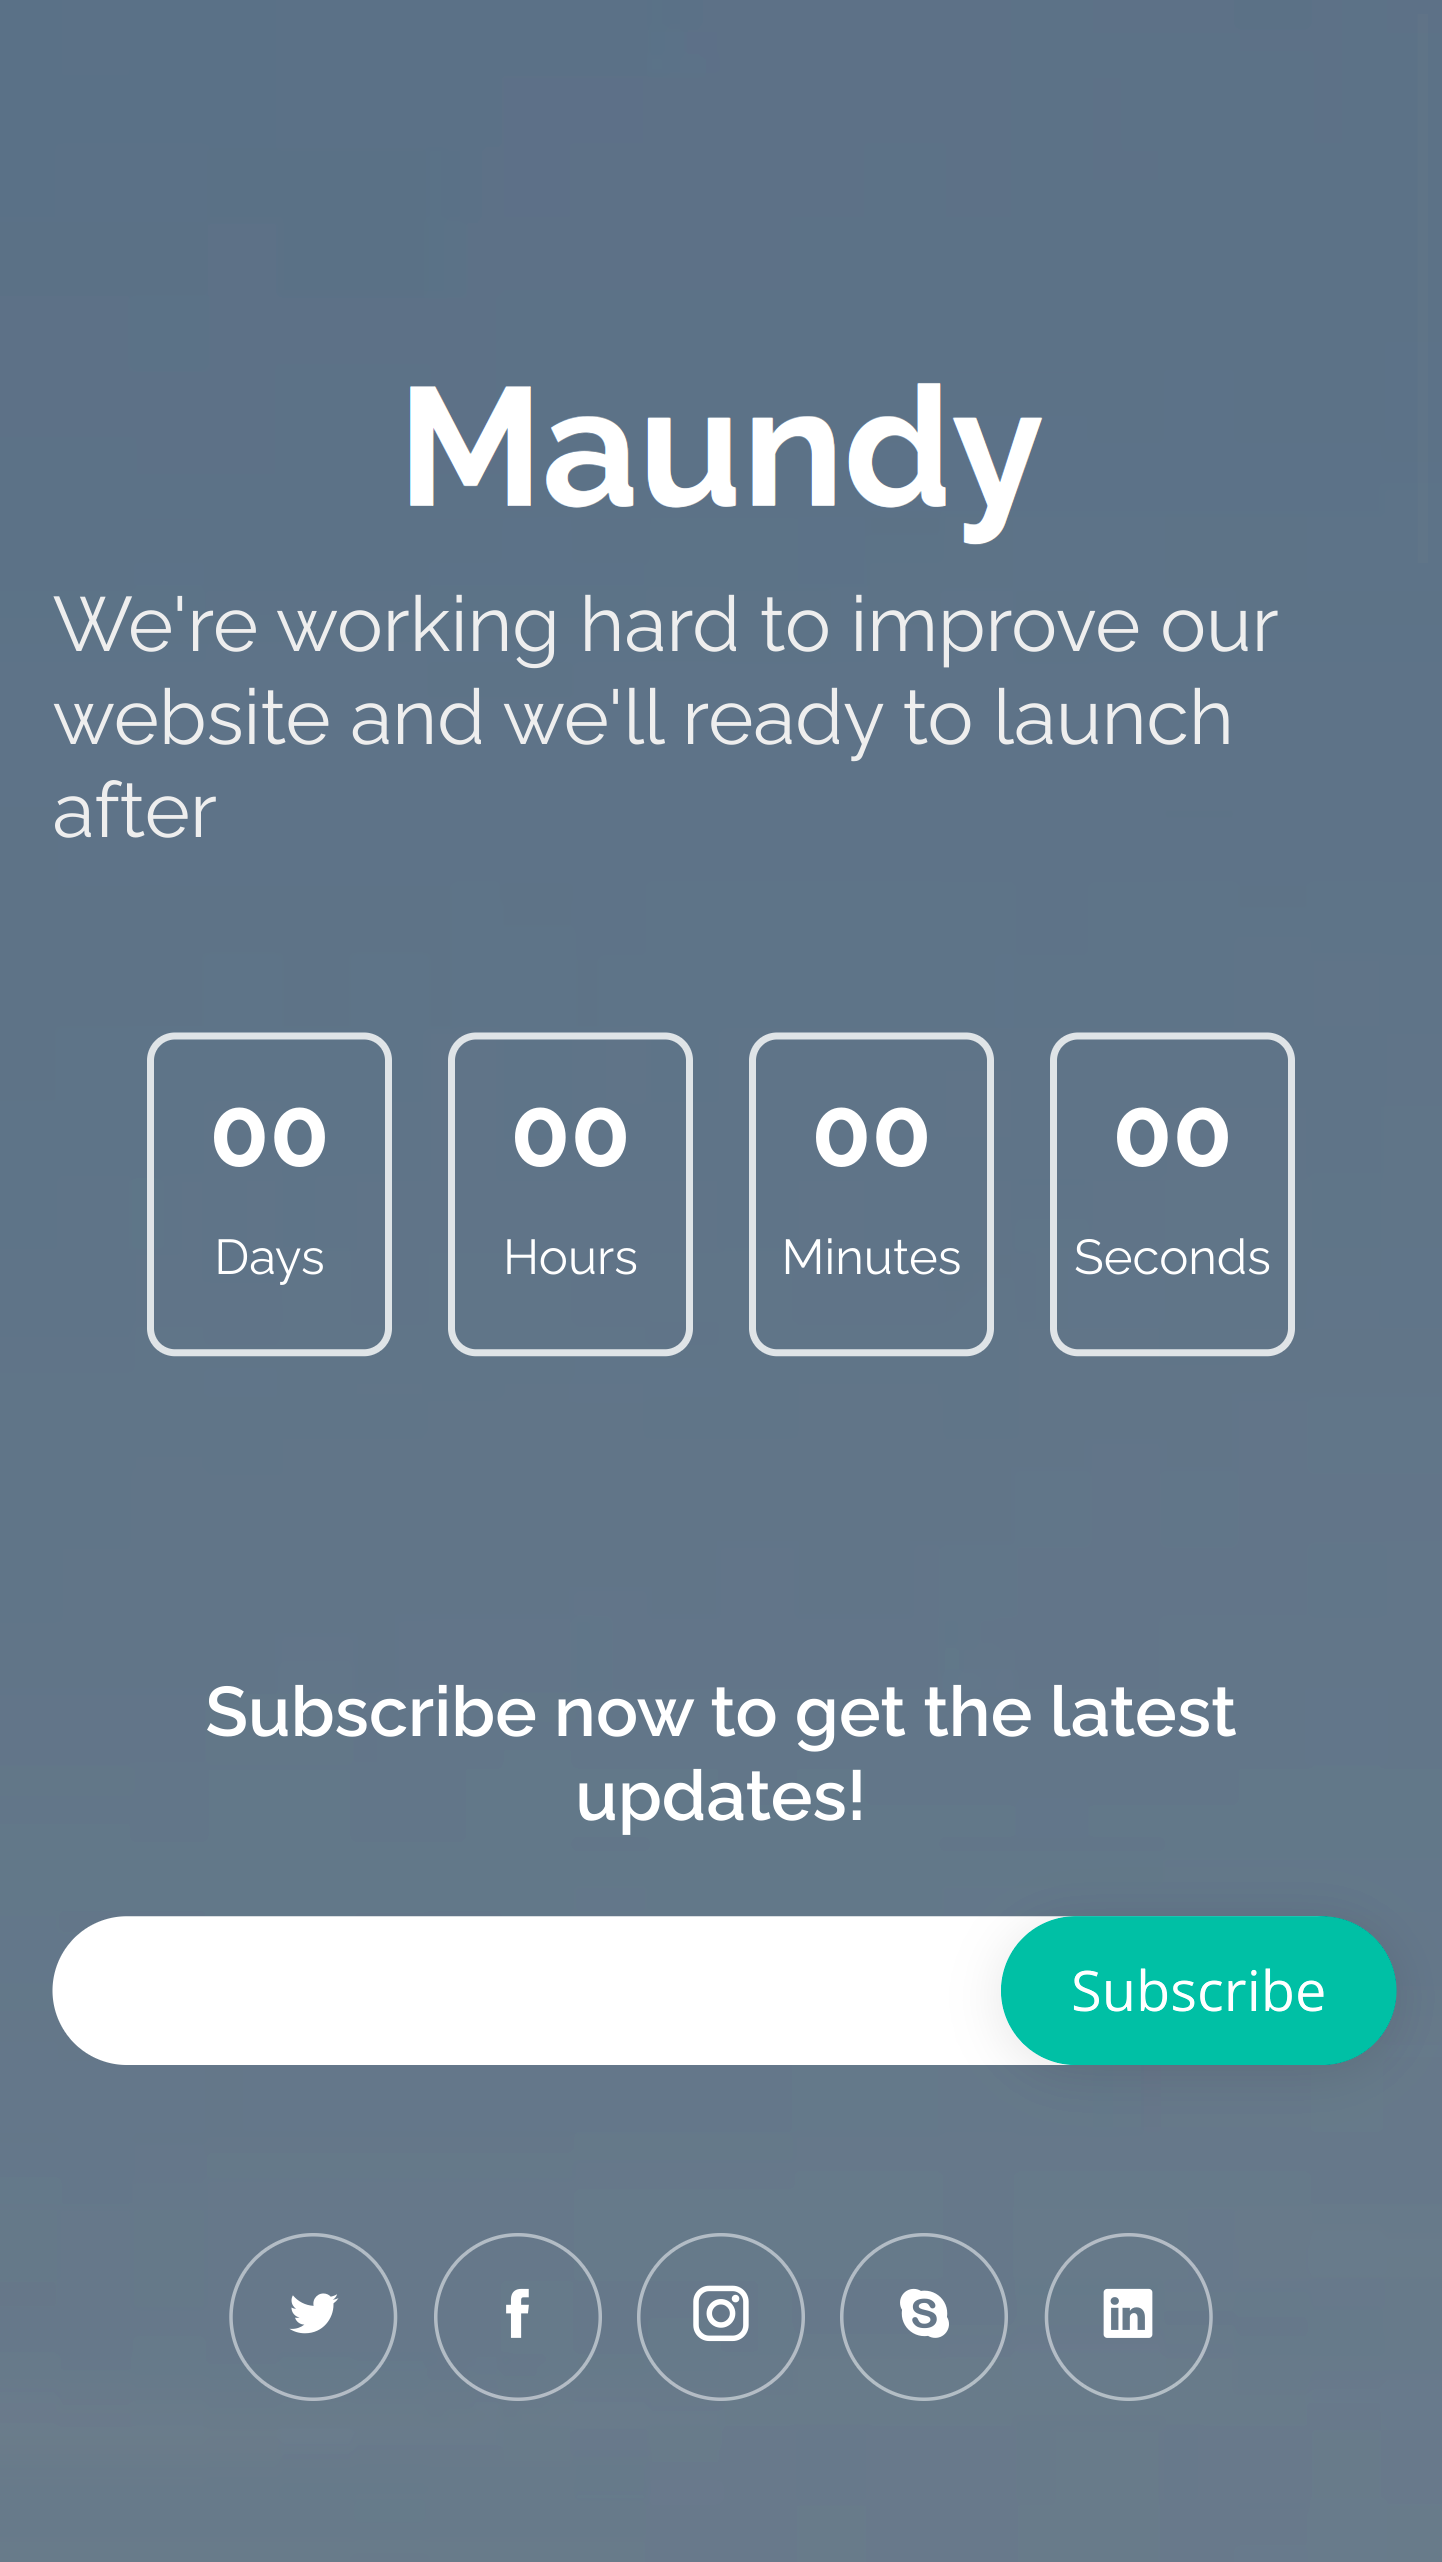 Maundy
We're working hard to improve our
website and we'll ready to launch
after
00 00 00 00
Days Hours Minutes Seconds
Subscribe now to get the latest
updates!
Subscribe